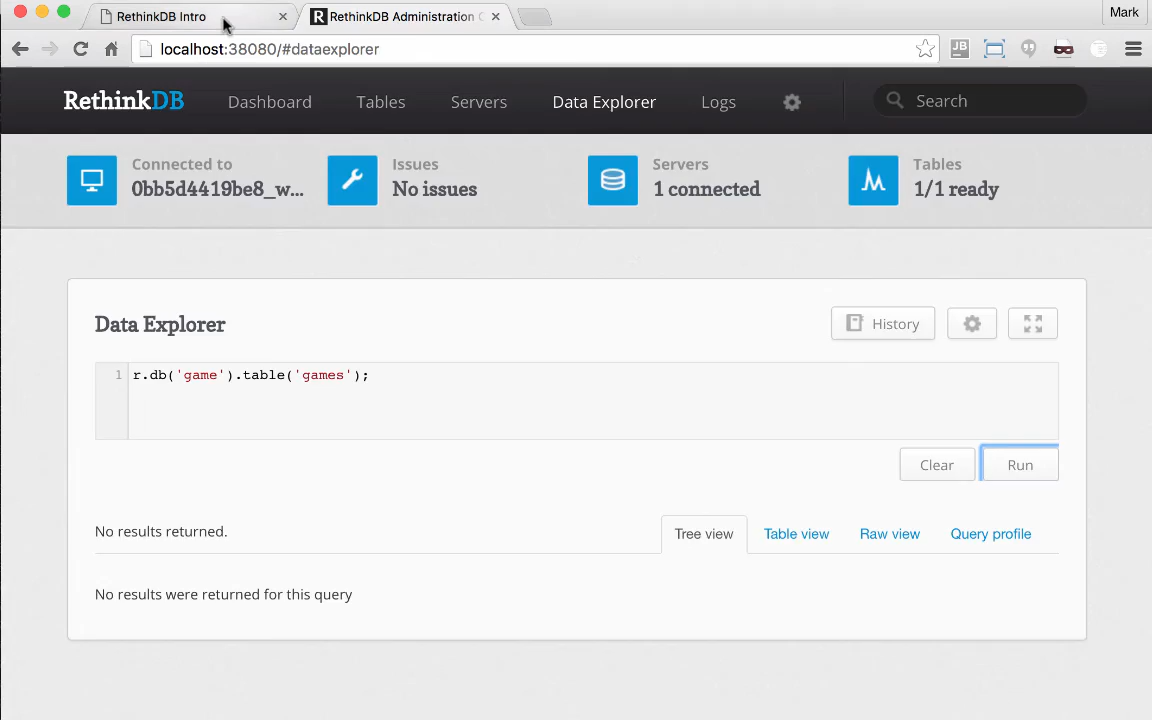 RethinkDB Intro
RethinkDB Administration C
Mark
localhost:38080/#dataexplorer
JB
RethinkDB
Dashboard
Tables
Servers
Data Explorer
Logs
Search
Connected to
0bb5d4419be8_w...
Issues
No issues
Servers
1 connected
Tables
1/1 ready
Data Explorer
History
1 r.db('game').table('games');
Clear
Run
No results returned.
Tree view
Table view
Raw view
Query profile
No results were returned for this query